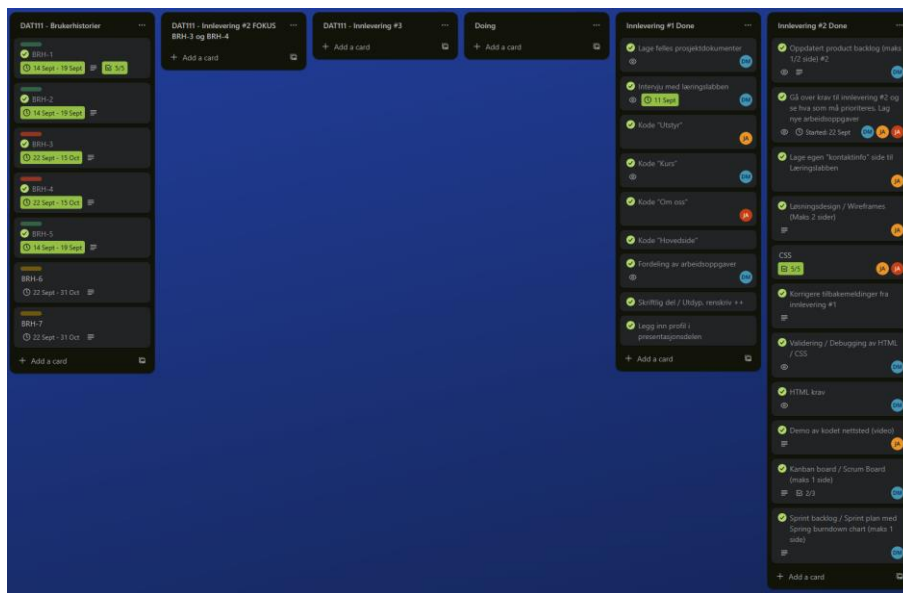 DAT111 - Brukerhistorier
BRH-1
14 Sept - 19 Sept
5/5
BRH-2
14 Sept - 19 Sept
BRH-3
22 Sept - 15 Oct
BRH-4
22 Sept - 15 Oct
BRH-5
14 Sept - 19 Sept
BRH-6
22 Sept - 31 Oct
BRH-7
22 Sept - 31 Oct
+ Add a card
DAT111 - Innlevering #2 FOKUS
BRH-3 og BRH-4
+ Add a card
DAT111 - Innlevering #3
+ Add a card
Doing
+ Add a card
Innlevering #1 Done
Lage felles prosjektdokumenter
DM
Intervju med læringslabben
11 Sept
DM
Kode "Utstyr"
JA
Kode "Kurs"
DM
Kode "Om oss"
JA
Kode "Hovedside"
Fordeling av arbeidsoppgaver
DM
Skriftlig del / Utdyp, renskriv ++
Legg inn profil i
presentasjonsdelen
+ Add a card
Innlevering #2 Done
Oppdatert product backlog (maks
1/2 side) #2
DM
Gå over krav til innlevering #2 og
se hva som må prioriteres. Lag
nye arbeidsoppgaver
Started: 22 Sept
DM JA JA
Lage egen "kontaktinfo" side til
Læringslabben
JA
Løsningsdesign / Wireframes
(Maks 2 sider)
JA
CSS
5/5
JA JA
Korrigere tilbakemeldinger fra
innlevering #1
Validering / Debugging av HTML
/ CSS
DM
HTML krav
DM
Demo av kodet nettsted (video)
JA
Kanban board / Scrum Board
(maks 1 side)
2/3
DM
Sprint backlog / Sprint plan med
Spring burndown chart (maks 1
side)
DM
+ Add a card